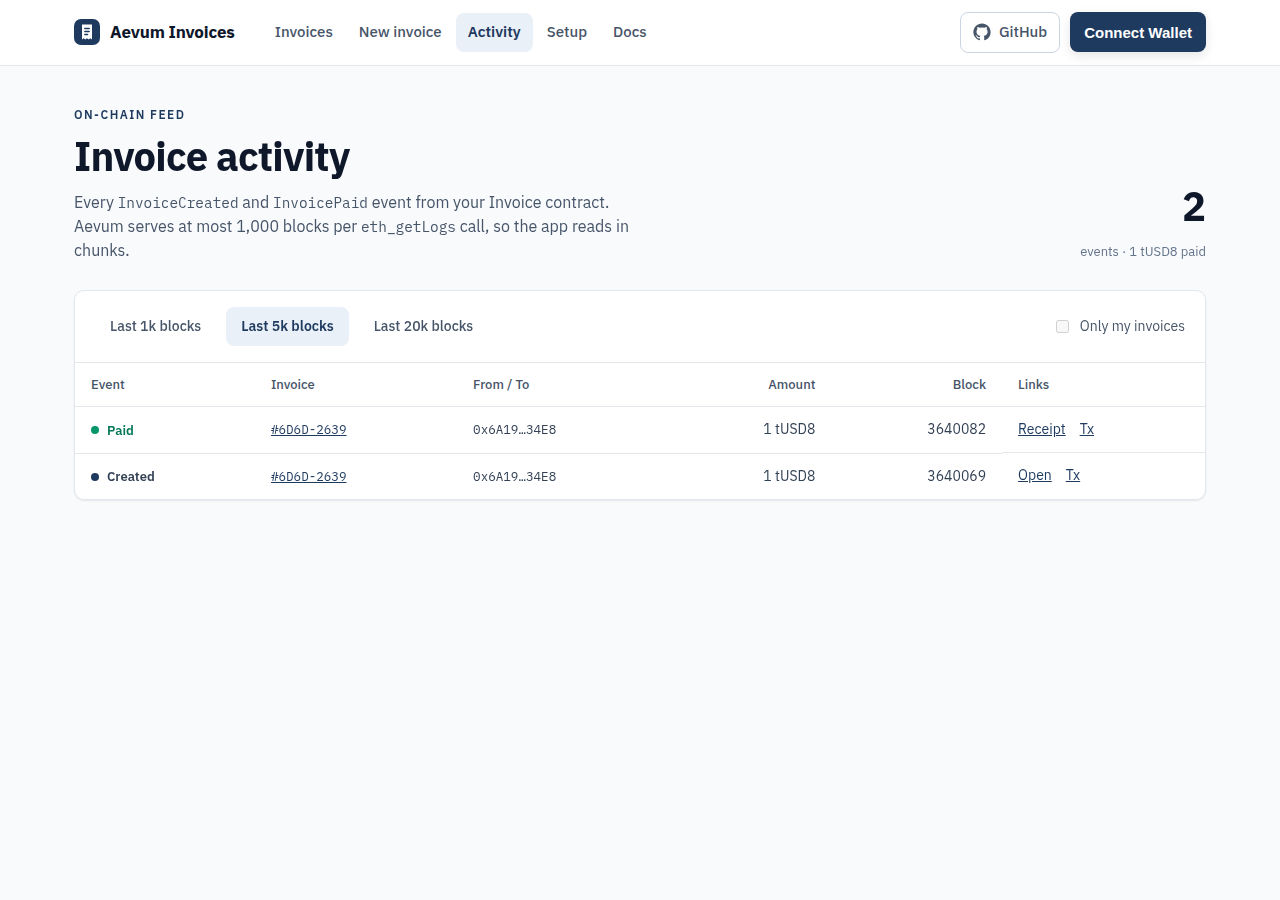 Aevum Invoices
Invoices
New invoice
Activity
Setup
Docs
GitHub
Connect Wallet
ON-CHAIN FEED
Invoice activity
Every InvoiceCreated and InvoicePaid event from your Invoice contract.
Aevum serves at most 1,000 blocks per eth_getLogs call, so the app reads in
chunks.
2
events · 1 tUSD8 paid
Last 1k blocks
Last 5k blocks
Last 20k blocks
Only my invoices
Event Invoice From / To Amount Block Links
Paid #6D6D-2639 0x6A19…34E8 1 tUSD8 3640082 Receipt Tx
Created #6D6D-2639 0x6A19…34E8 1 tUSD8 3640069 Open Tx